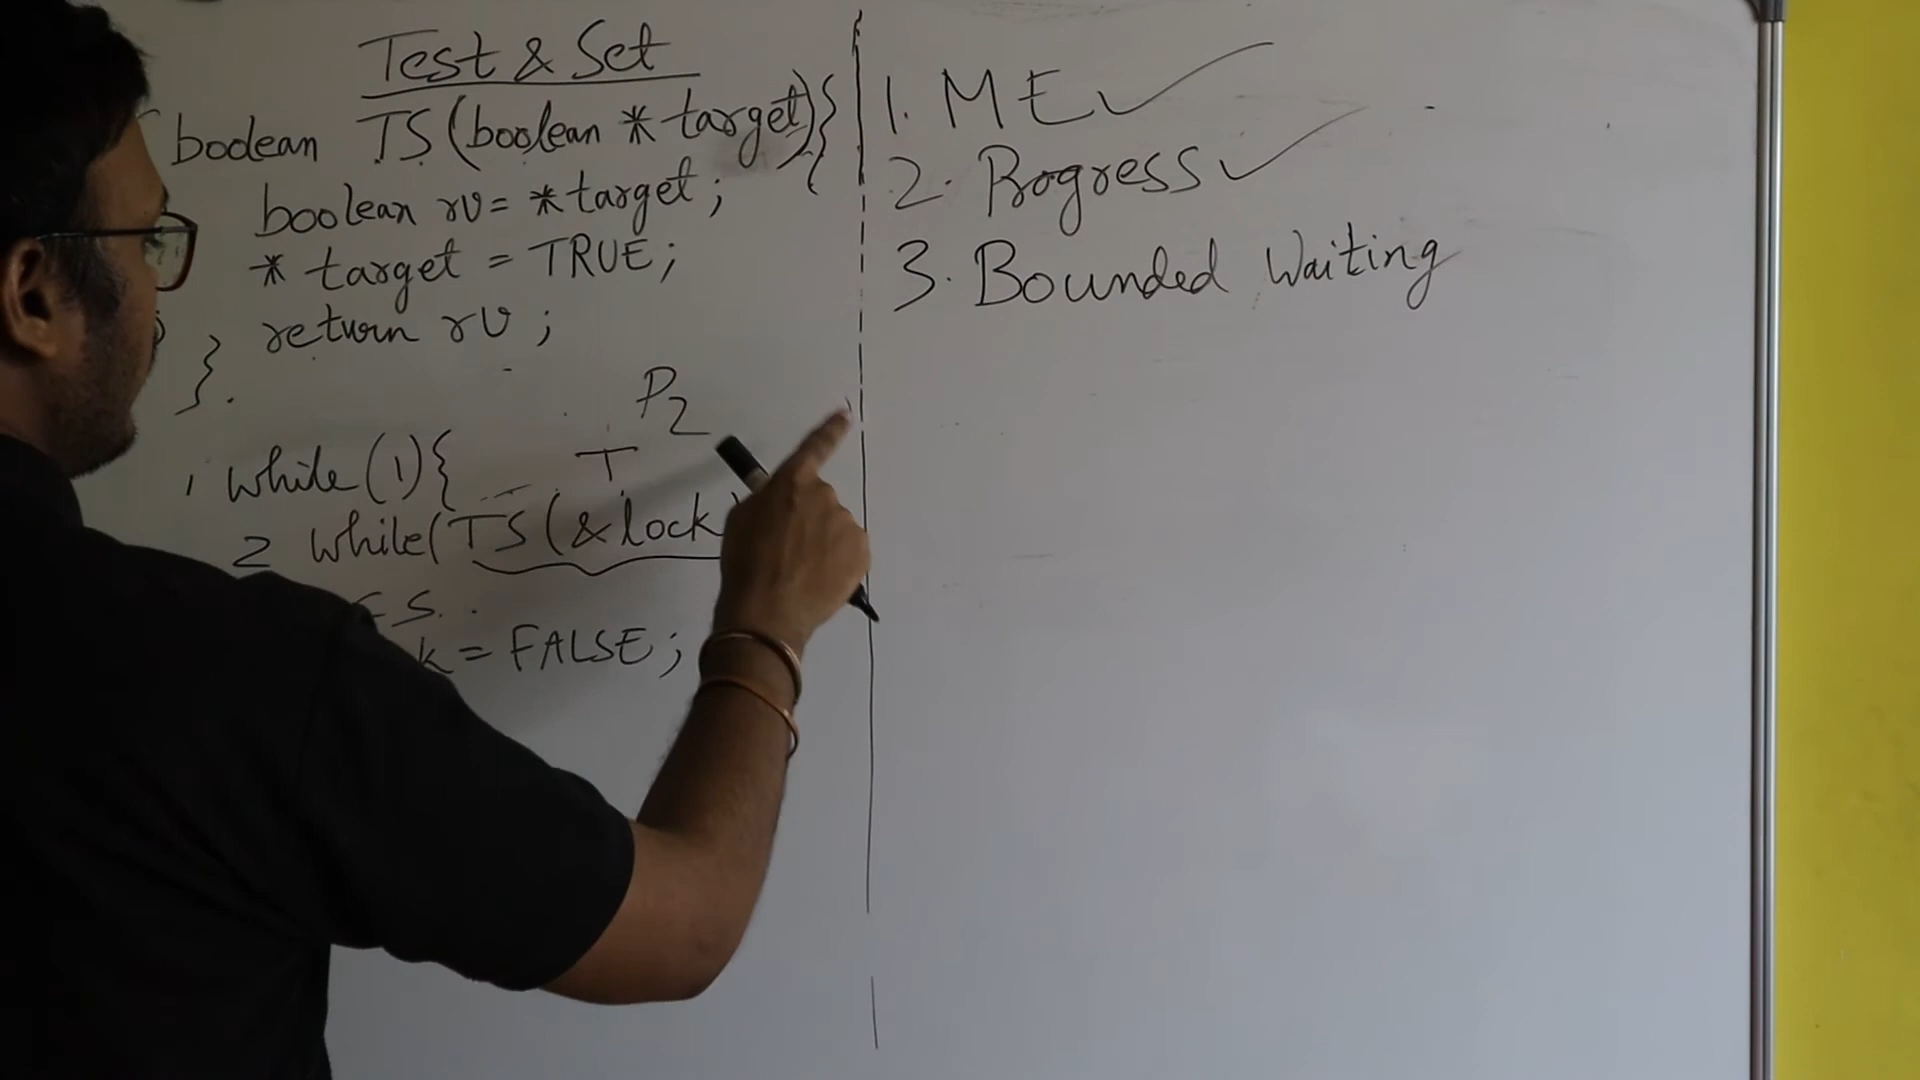 Test & Set
boolean TS (boolean * target) {
boolean rv = * target;
* target = TRUE;
return rv;
}.
P2
1 while(1){
T
2 while( TS (&lock
CS.
k = FALSE;
1. ME ✓
2. Progress ✓
3. Bounded Waiting